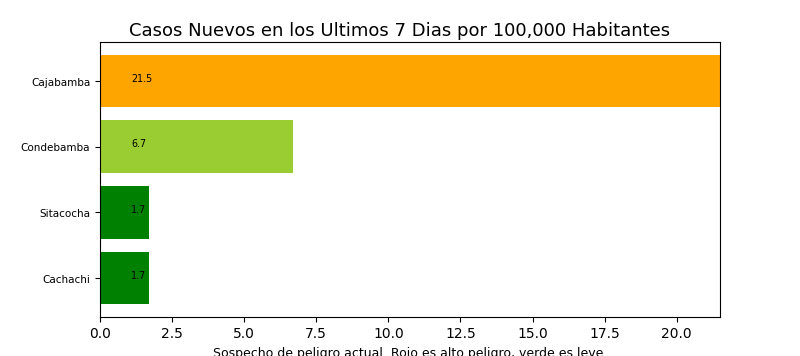 Casos Nuevos en los Ultimos 7 Dias por 100,000 Habitantes
Cajabamba 21.5
Condebamba 6.7
Sitacocha 1.7
Cachachi 1.7
0.0 2.5 5.0 7.5 10.0 12.5 15.0 17.5 20.0
Sospecho de peligro actual. Rojo es alto peligro, verde es leve